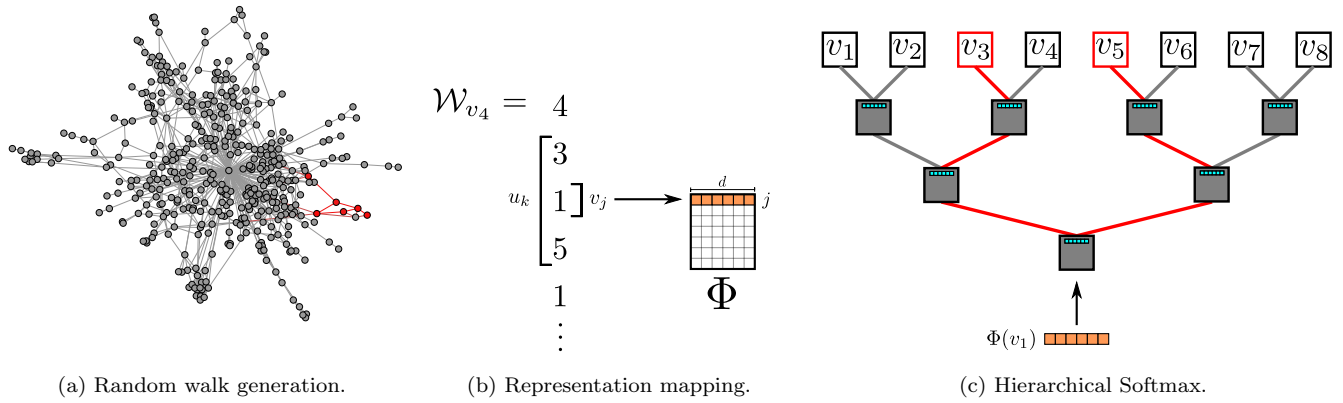 𝒲_{v_4} = 4
3
u_k 1 v_j
5
1
⋮
d
j
Φ
v_1 v_2 v_3 v_4 v_5 v_6 v_7 v_8
Φ(v_1)
(a) Random walk generation.
(b) Representation mapping.
(c) Hierarchical Softmax.